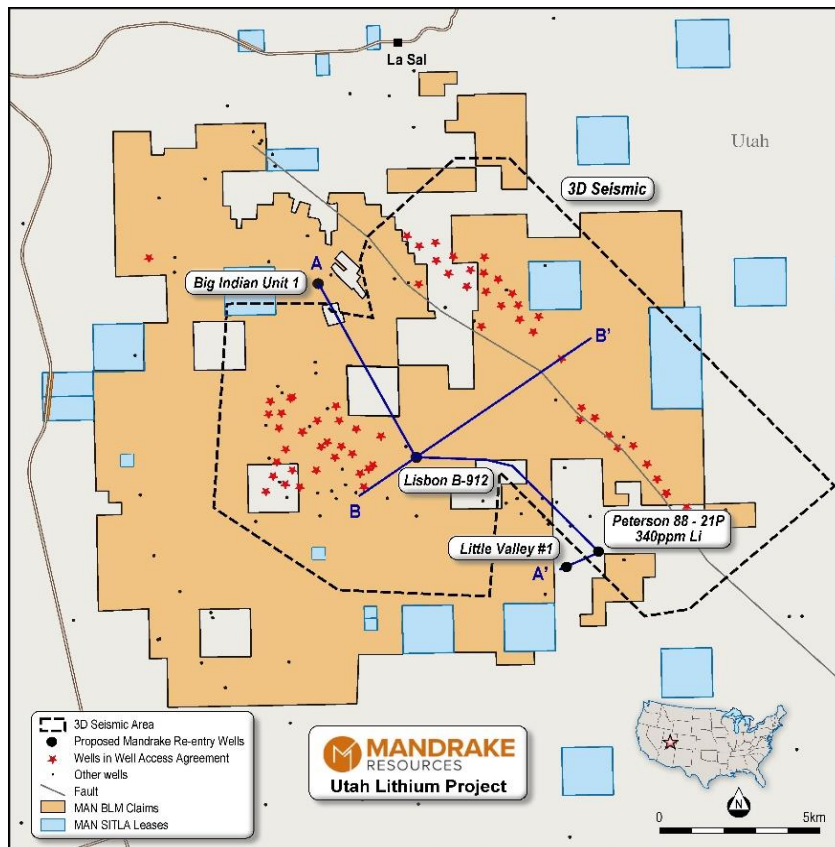 La Sal
Utah
3D Seismic
A
Big Indian Unit 1
B'
Lisbon B-912
B
Peterson 88 - 21P
340ppm Li
Little Valley #1
A'
3D Seismic Area
Proposed Mandrake Re-entry Wells
Wells in Well Access Agreement
Other wells
Fault
MAN BLM Claims
MAN SITLA Leases
M
MANDRAKE
RESOURCES
Utah Lithium Project
N
0 5km